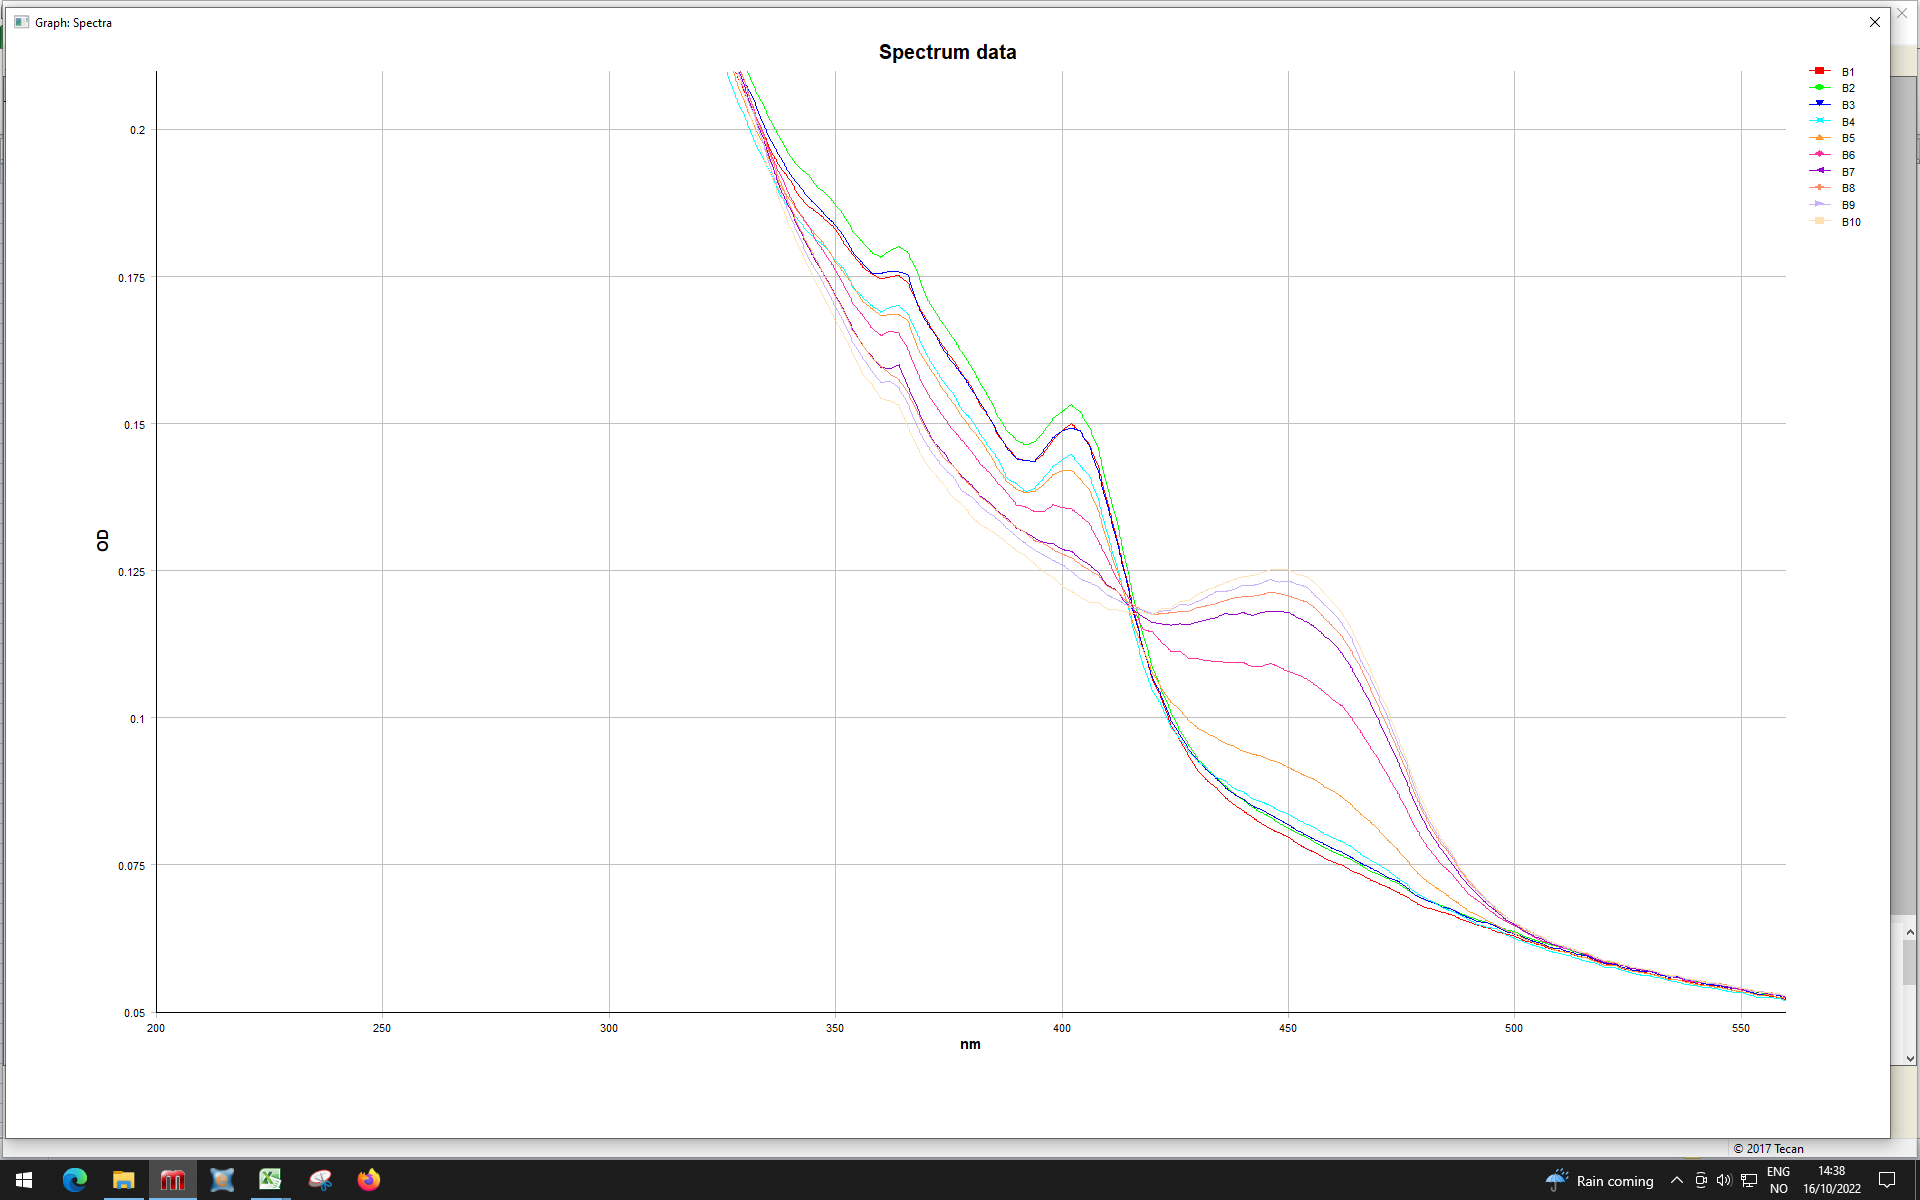 Graph: Spectra
Spectrum data
B1
B2
B3
B4
B5
B6
B7
B8
B9
B10
0.2
0.175
0.15
0.125
0.1
0.075
0.05
OD
200 250 300 350 400 450 500 550
nm
© 2017 Tecan
Rain coming
ENG
NO
14:38
16/10/2022